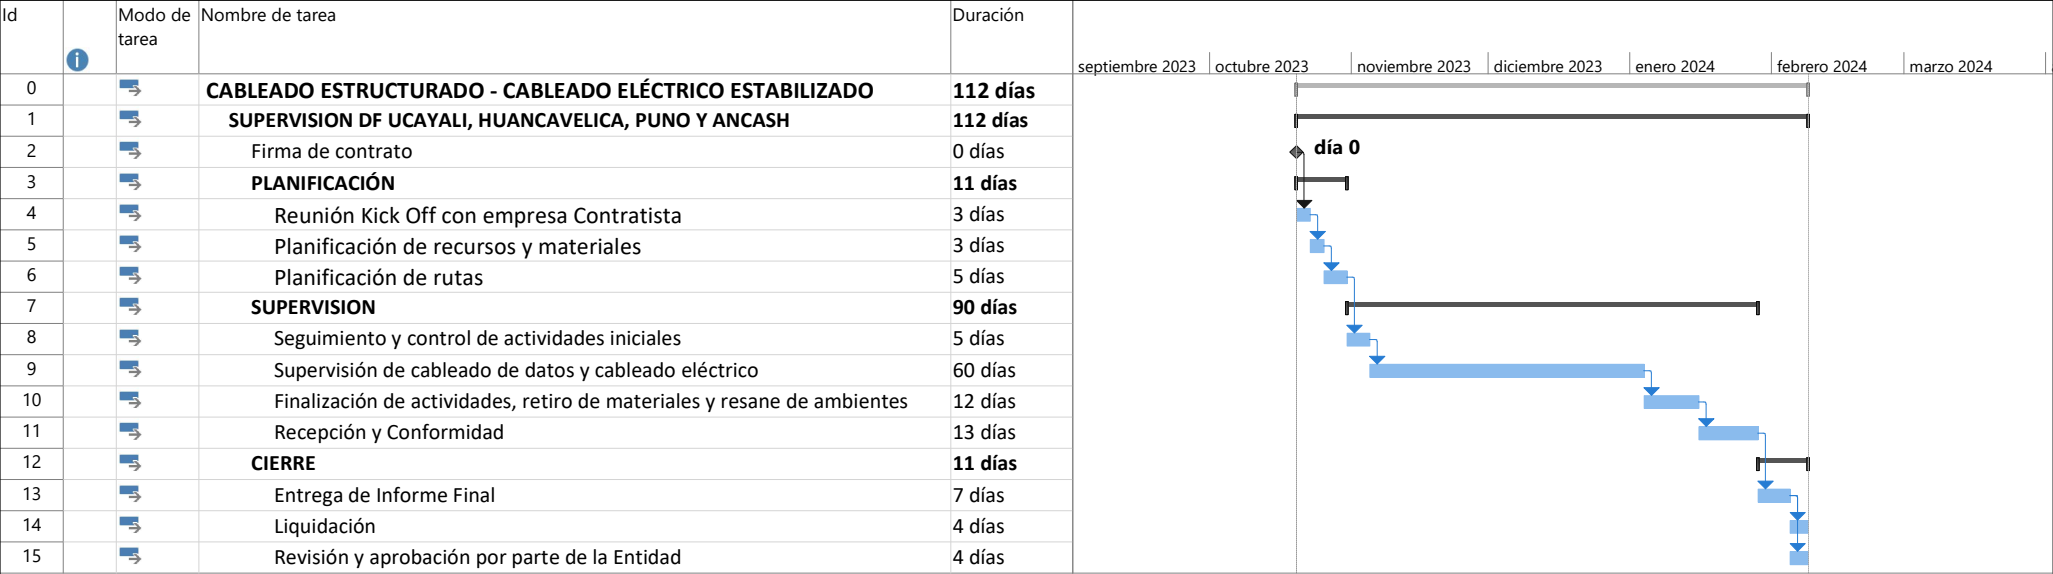 Id Modo de tarea Nombre de tarea Duración
septiembre 2023 octubre 2023 noviembre 2023 diciembre 2023 enero 2024 febrero 2024 marzo 2024
0 CABLEADO ESTRUCTURADO - CABLEADO ELÉCTRICO ESTABILIZADO 112 días
1 SUPERVISION DF UCAYALI, HUANCAVELICA, PUNO Y ANCASH 112 días
2 Firma de contrato 0 días día 0
3 PLANIFICACIÓN 11 días
4 Reunión Kick Off con empresa Contratista 3 días
5 Planificación de recursos y materiales 3 días
6 Planificación de rutas 5 días
7 SUPERVISION 90 días
8 Seguimiento y control de actividades iniciales 5 días
9 Supervisión de cableado de datos y cableado eléctrico 60 días
10 Finalización de actividades, retiro de materiales y resane de ambientes 12 días
11 Recepción y Conformidad 13 días
12 CIERRE 11 días
13 Entrega de Informe Final 7 días
14 Liquidación 4 días
15 Revisión y aprobación por parte de la Entidad 4 días